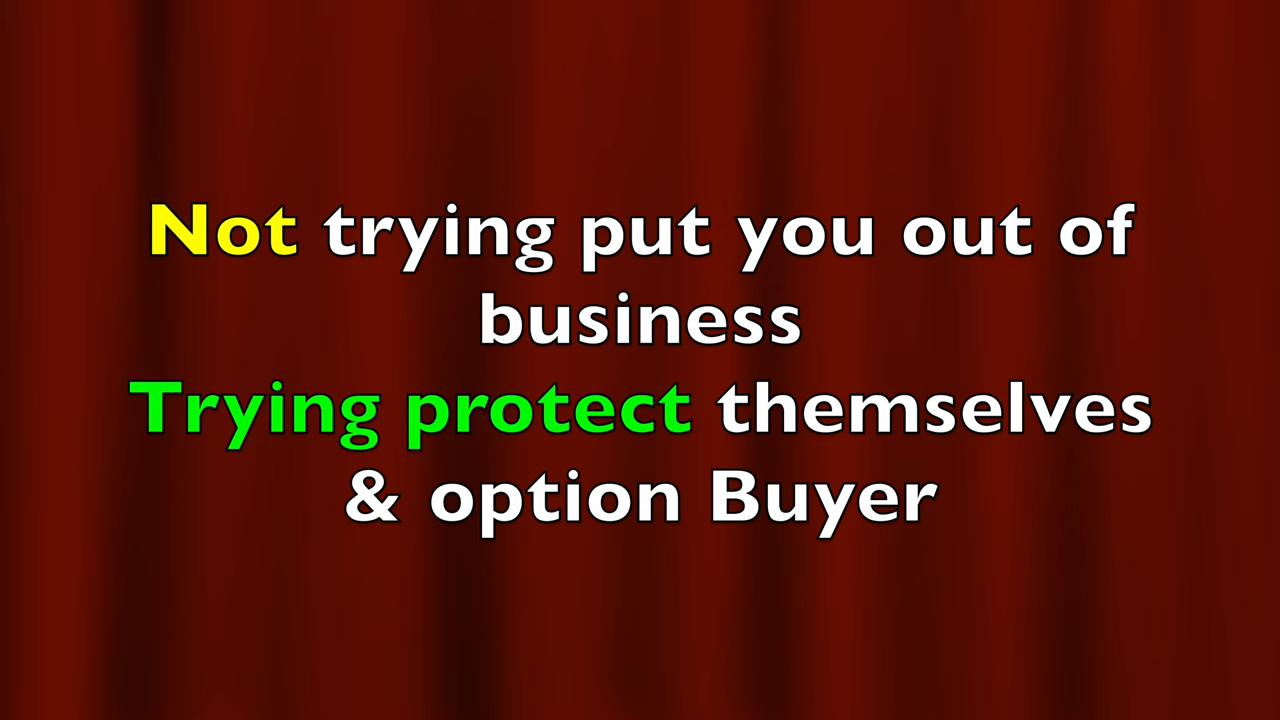 Not trying put you out of
business
Trying protect themselves
& option Buyer